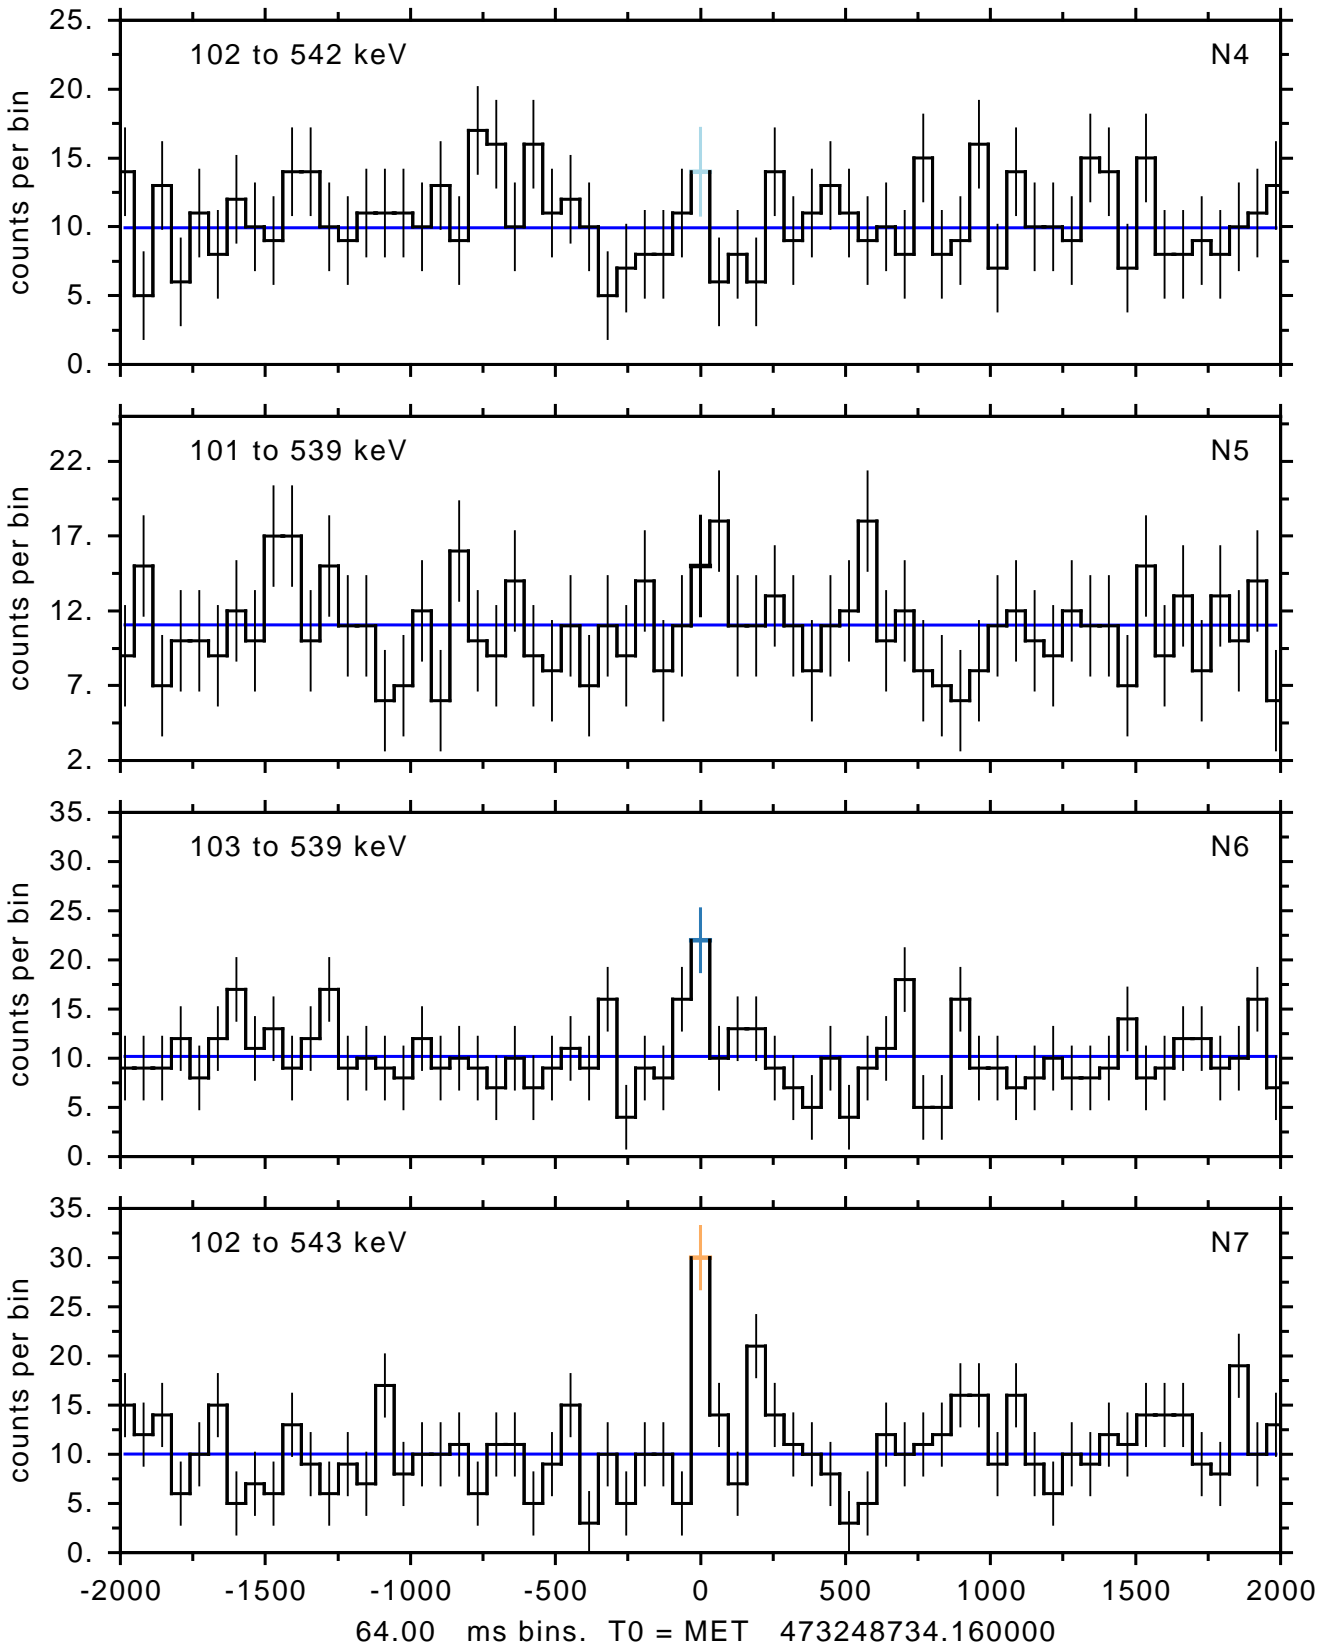 25.
102 to 542 keV N4
20.
15.
10.
5.
0.
counts per bin
101 to 539 keV N5
22.
17.
12.
7.
2.
counts per bin
35.
103 to 539 keV N6
30.
25.
20.
15.
10.
5.
0.
counts per bin
35.
102 to 543 keV N7
30.
25.
20.
15.
10.
5.
0.
counts per bin
-2000 -1500 -1000 -500 0 500 1000 1500 2000
64.00 ms bins. T0 = MET 473248734.160000